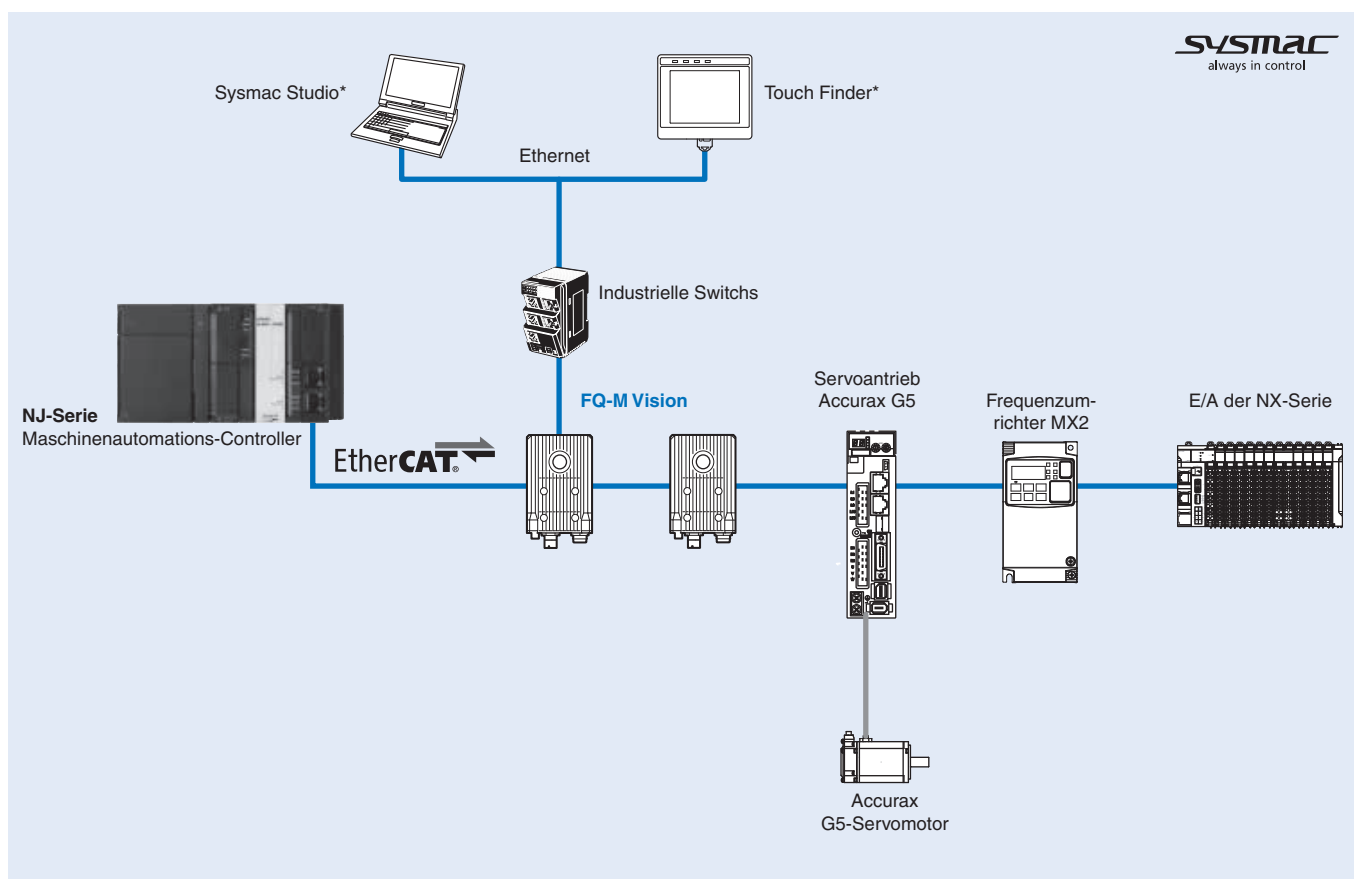 sysmac
always in control
Sysmac Studio*
Touch Finder*
Ethernet
Industrielle Switchs
NJ-Serie
Maschinenautomations-Controller
EtherCAT®
FQ-M Vision
Servoantrieb
Accurax G5
Frequenzum-
richter MX2
E/A der NX-Serie
Accurax
G5-Servomotor